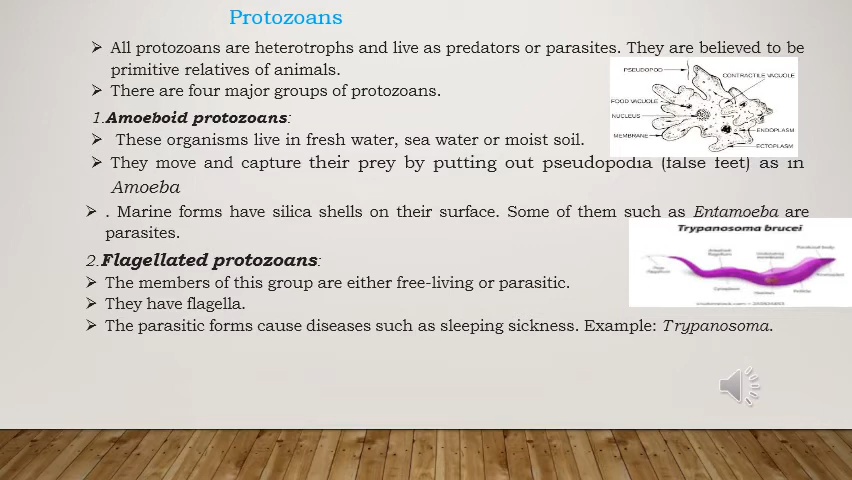 Protozoans
➢ All protozoans are heterotrophs and live as predators or parasites. They are believed to be
primitive relatives of animals.
➢ There are four major groups of protozoans.
1.Amoeboid protozoans:
➢ These organisms live in fresh water, sea water or moist soil.
➢ They move and capture their prey by putting out pseudopodia (false feet) as in
Amoeba
➢ . Marine forms have silica shells on their surface. Some of them such as Entamoeba are
parasites.
2.Flagellated protozoans:
➢ The members of this group are either free-living or parasitic.
➢ They have flagella.
➢ The parasitic forms cause diseases such as sleeping sickness. Example: Trypanosoma.
PSEUDOPOD
CONTRACTILE VACUOLE
FOOD VACUOLE
NUCLEUS
MEMBRANE
ENDOPLASM
ECTOPLASM
Trypanosoma brucei